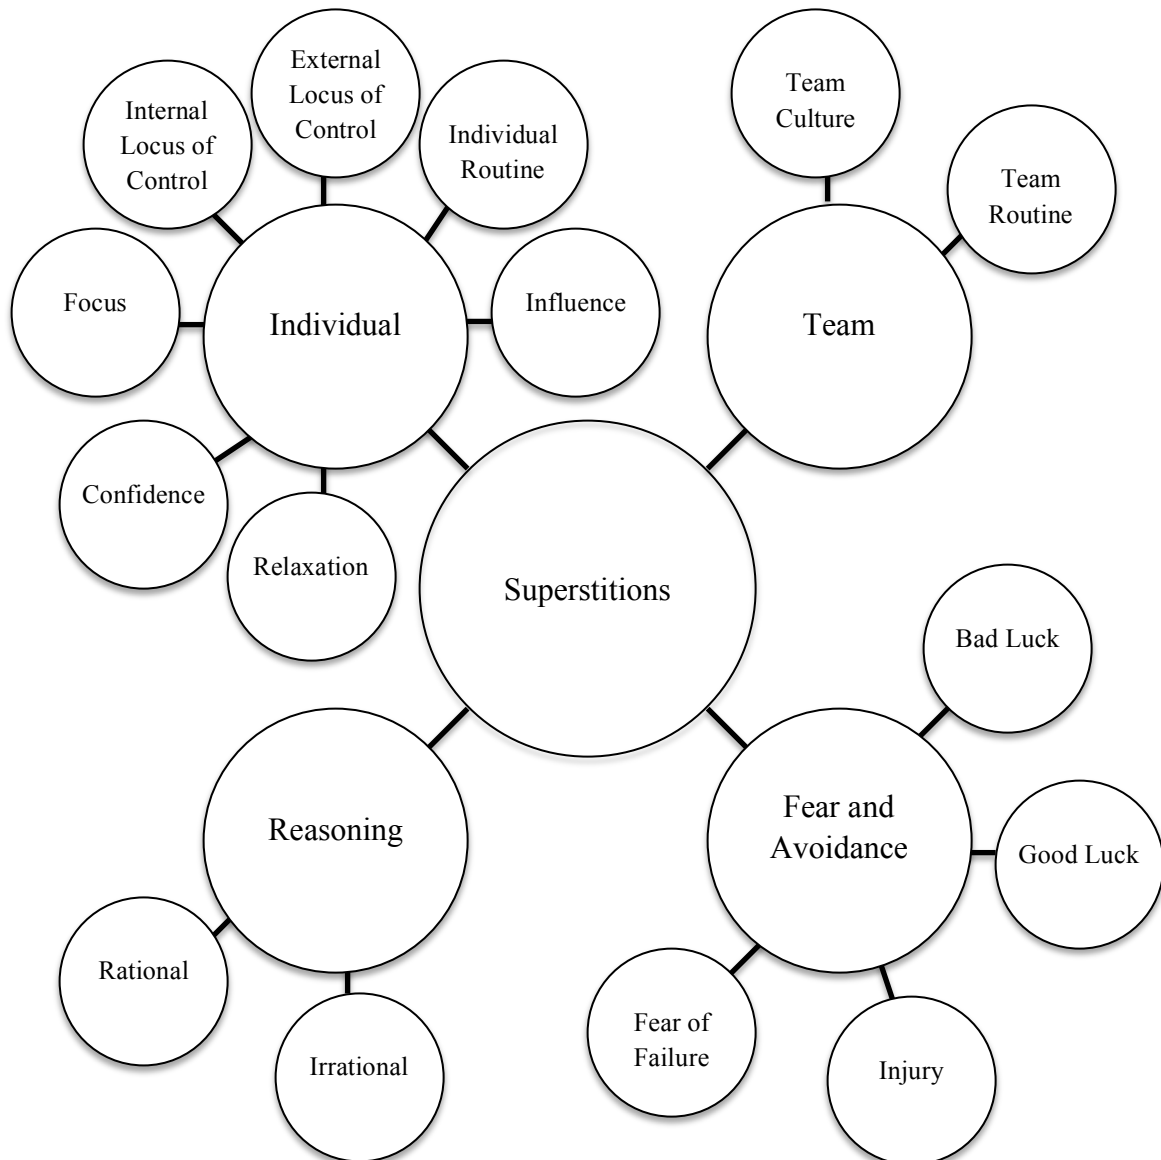 External
Locus of
Control
Internal
Locus of
Control
Individual
Routine
Focus
Influence
Individual
Confidence
Relaxation
Team
Culture
Team
Routine
Team
Superstitions
Bad Luck
Fear and
Avoidance
Good Luck
Fear of
Failure
Injury
Reasoning
Rational
Irrational